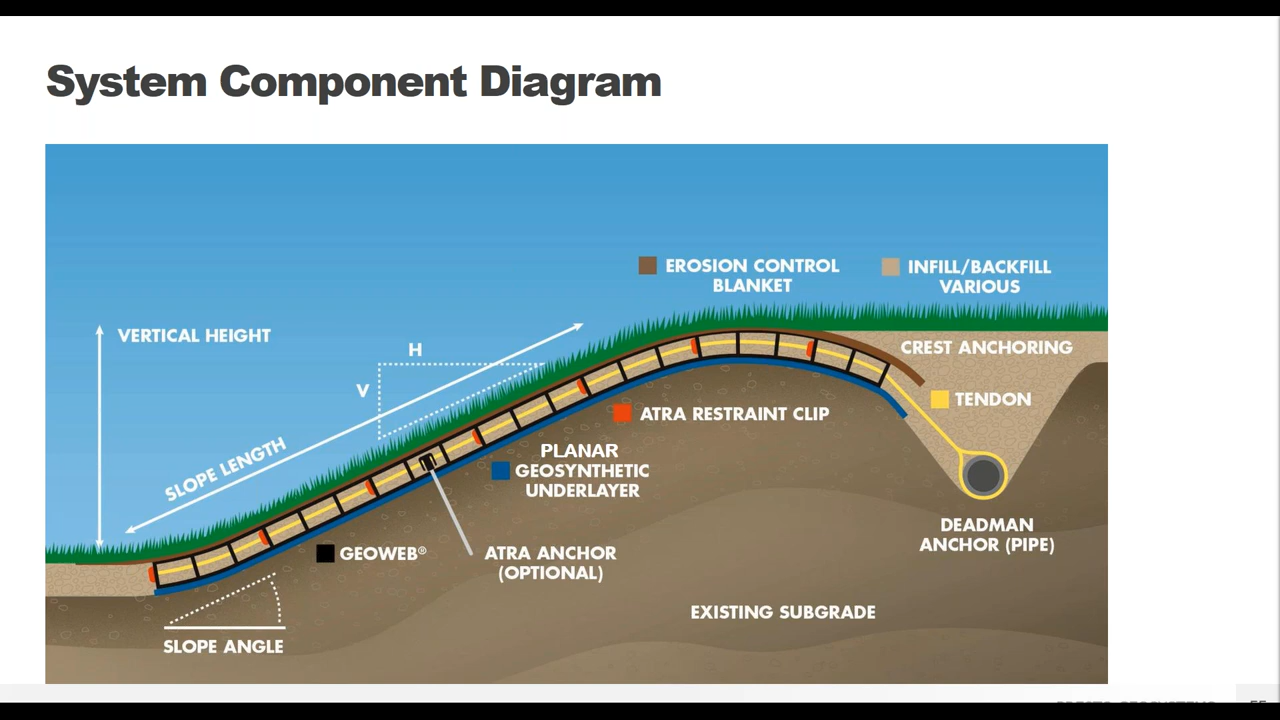 System Component Diagram
EROSION CONTROL
BLANKET
INFILL/BACKFILL
VARIOUS
VERTICAL HEIGHT
H
V
CREST ANCHORING
TENDON
ATRA RESTRAINT CLIP
SLOPE LENGTH
PLANAR
GEOSYNTHETIC
UNDERLAYER
GEOWEB®
ATRA ANCHOR
(OPTIONAL)
DEADMAN
ANCHOR (PIPE)
EXISTING SUBGRADE
SLOPE ANGLE